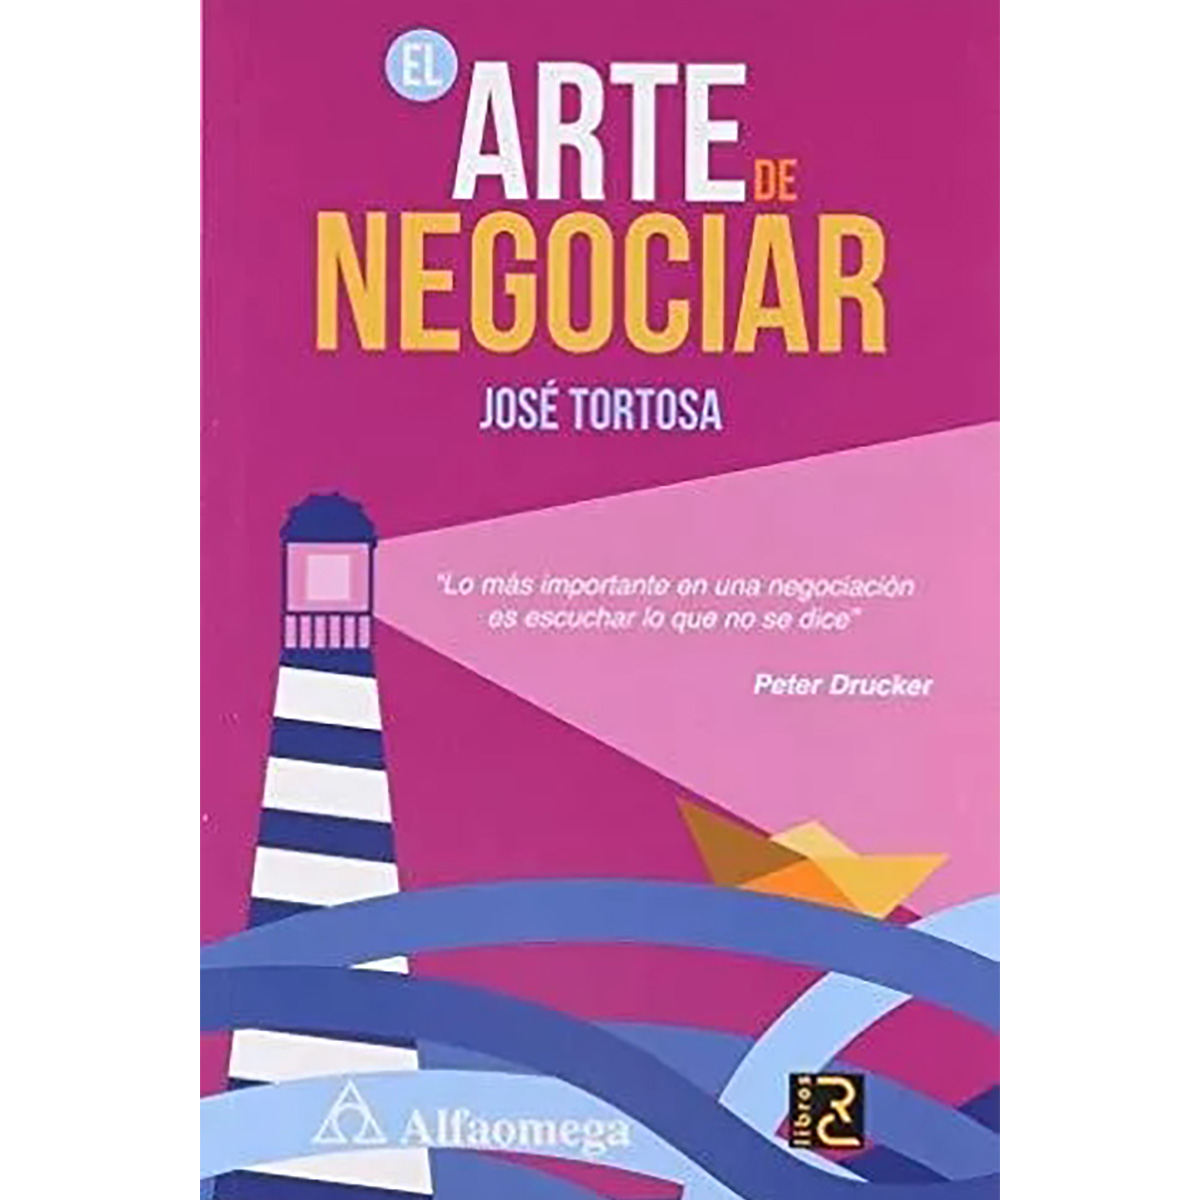 EL
ARTE DE
NEGOCIAR
JOSÉ TORTOSA
"Lo más importante en una negociación
es escuchar lo que no se dice"
Peter Drucker
Alfaomega
libros RC